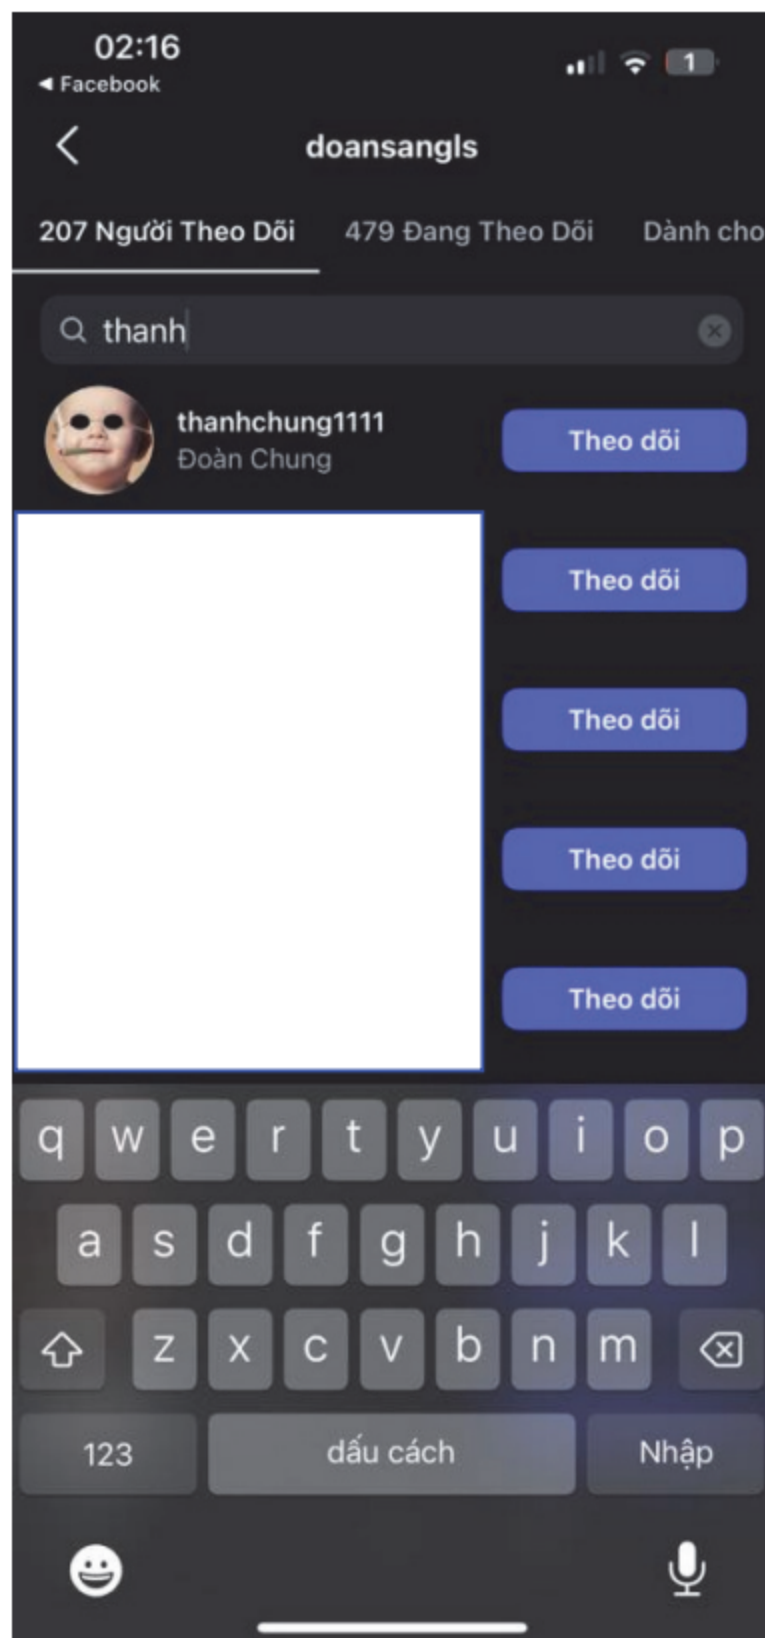 02:16
1
◀ Facebook
doansangls
207 Người Theo Dõi 479 Đang Theo Dõi Dành cho
thanh
thanhchung1111
Đoàn Chung
Theo dõi
Theo dõi
Theo dõi
Theo dõi
Theo dõi
q w e r t y u i o p
a s d f g h j k l
z x c v b n m
123 dấu cách Nhập